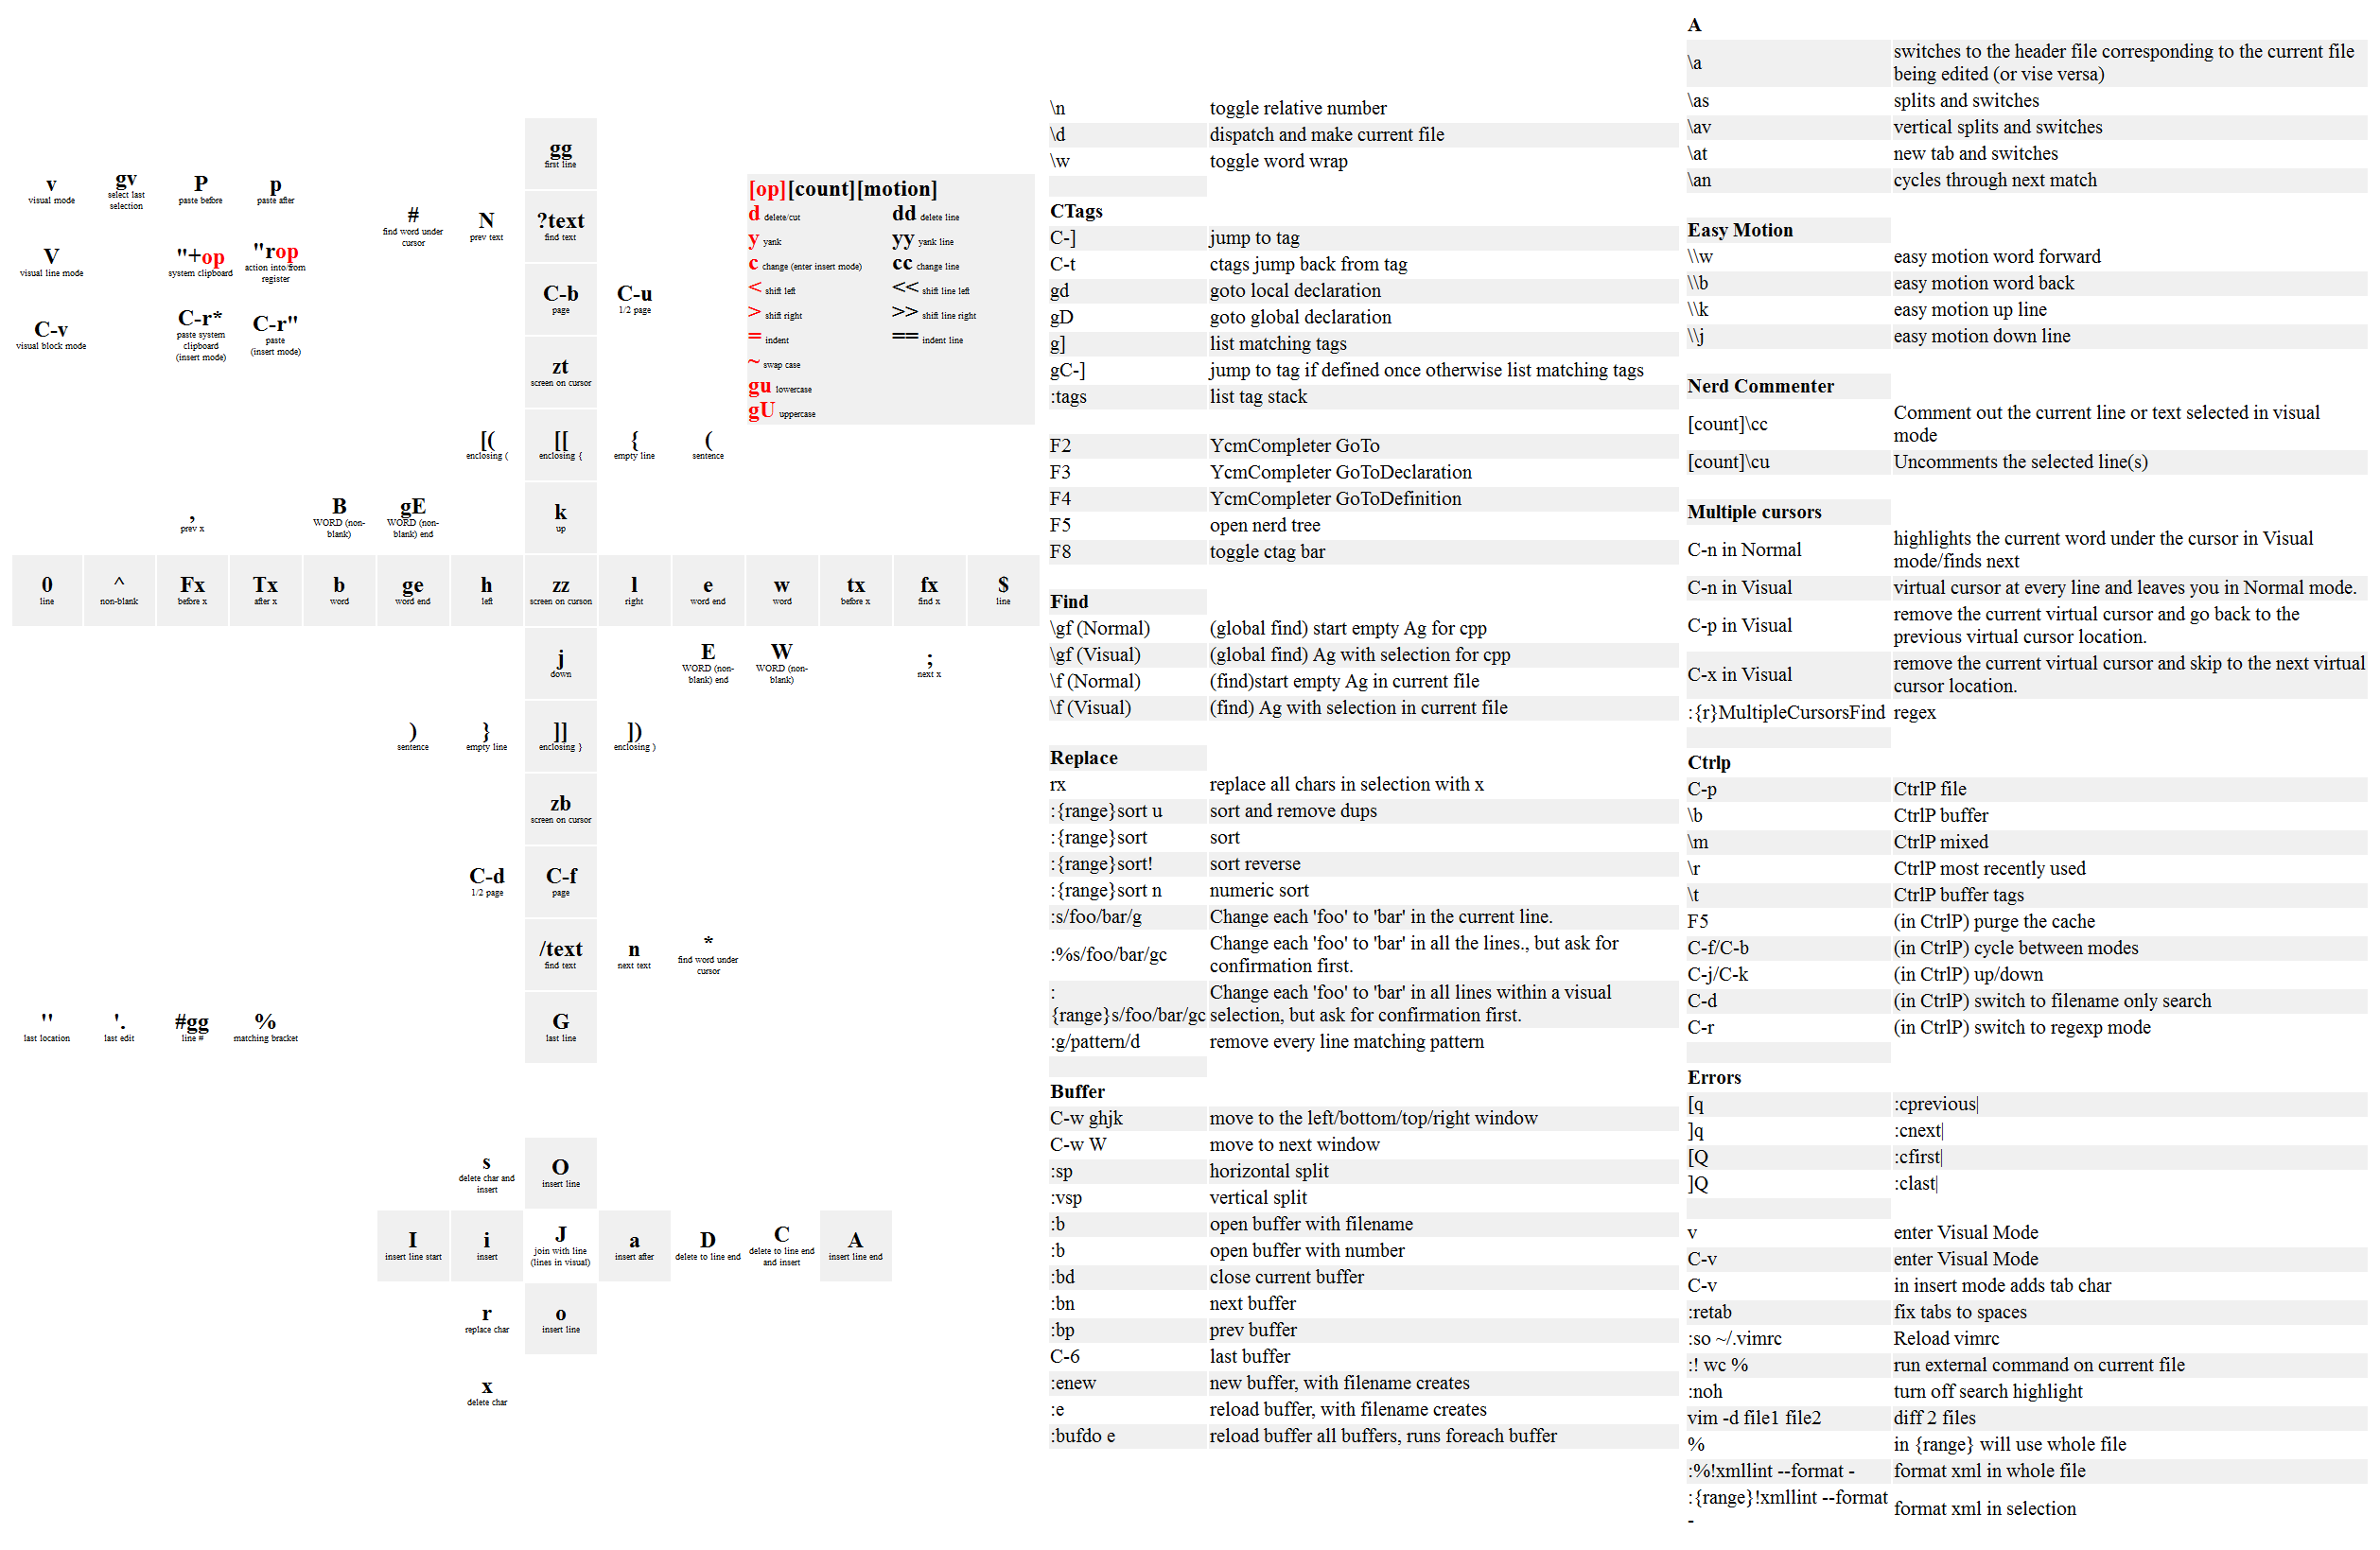 gg
first line
v
visual mode
gv
select last
selection
P
paste before
p
paste after
#
find word under
cursor
N
prev text
?text
find text
V
visual line mode
"+op
system clipboard
"rop
action into/from
register
C-b
page
C-u
1/2 page
C-v
visual block mode
C-r*
paste system
clipboard
(insert mode)
C-r"
paste
(insert mode)
zt
screen on cursor
[(
enclosing (
[[
enclosing {
{
empty line
(
sentence
,
prev x
B
WORD (non-
blank)
gE
WORD (non-
blank) end
k
up
0
line
^
non-blank
Fx
before x
Tx
after x
b
word
ge
word end
h
left
zz
screen on curson
l
right
e
word end
w
word
tx
before x
fx
find x
$
line
j
down
E
WORD (non-
blank) end
W
WORD (non-
blank)
;
next x
)
sentence
}
empty line
]]
enclosing }
])
enclosing )
zb
screen on cursor
C-d
1/2 page
C-f
page
/text
find text
n
next text
*
find word under
cursor
''
last location
'.
last edit
#gg
line #
%
matching bracket
G
last line
s
delete char and
insert
O
insert line
I
insert line start
i
insert
J
join with line
(lines in visual)
a
insert after
D
delete to line end
C
delete to line end
and insert
A
insert line end
r
replace char
o
insert line
x
delete char
[op][count][motion]
d delete/cut dd delete line
y yank yy yank line
c change (enter insert mode) cc change line
< shift left << shift line left
> shift right >> shift line right
= indent == indent line
~ swap case
gu lowercase
gU uppercase
\n toggle relative number
\d dispatch and make current file
\w toggle word wrap
CTags
C-] jump to tag
C-t ctags jump back from tag
gd goto local declaration
gD goto global declaration
g] list matching tags
gC-] jump to tag if defined once otherwise list matching tags
:tags list tag stack
F2 YcmCompleter GoTo
F3 YcmCompleter GoToDeclaration
F4 YcmCompleter GoToDefinition
F5 open nerd tree
F8 toggle ctag bar
Find
\gf (Normal) (global find) start empty Ag for cpp
\gf (Visual) (global find) Ag with selection for cpp
\f (Normal) (find)start empty Ag in current file
\f (Visual) (find) Ag with selection in current file
Replace
rx replace all chars in selection with x
:{range}sort u sort and remove dups
:{range}sort sort
:{range}sort! sort reverse
:{range}sort n numeric sort
:s/foo/bar/g Change each 'foo' to 'bar' in the current line.
:%s/foo/bar/gc Change each 'foo' to 'bar' in all the lines., but ask for
confirmation first.
: Change each 'foo' to 'bar' in all lines within a visual
{range}s/foo/bar/gc selection, but ask for confirmation first.
:g/pattern/d remove every line matching pattern
Buffer
C-w ghjk move to the left/bottom/top/right window
C-w W move to next window
:sp horizontal split
:vsp vertical split
:b open buffer with filename
:b open buffer with number
:bd close current buffer
:bn next buffer
:bp prev buffer
C-6 last buffer
:enew new buffer, with filename creates
:e reload buffer, with filename creates
:bufdo e reload buffer all buffers, runs foreach buffer
A
\a switches to the header file corresponding to the current file
being edited (or vise versa)
\as splits and switches
\av vertical splits and switches
\at new tab and switches
\an cycles through next match
Easy Motion
\\w easy motion word forward
\\b easy motion word back
\\k easy motion up line
\\j easy motion down line
Nerd Commenter
[count]\cc Comment out the current line or text selected in visual
mode
[count]\cu Uncomments the selected line(s)
Multiple cursors
C-n in Normal highlights the current word under the cursor in Visual
mode/finds next
C-n in Visual virtual cursor at every line and leaves you in Normal mode.
C-p in Visual remove the current virtual cursor and go back to the
previous virtual cursor location.
C-x in Visual remove the current virtual cursor and skip to the next virtual
cursor location.
:{r}MultipleCursorsFind regex
Ctrlp
C-p CtrlP file
\b CtrlP buffer
\m CtrlP mixed
\r CtrlP most recently used
\t CtrlP buffer tags
F5 (in CtrlP) purge the cache
C-f/C-b (in CtrlP) cycle between modes
C-j/C-k (in CtrlP) up/down
C-d (in CtrlP) switch to filename only search
C-r (in CtrlP) switch to regexp mode
Errors
[q :cprevious|
]q :cnext|
[Q :cfirst|
]Q :clast|
v enter Visual Mode
C-v enter Visual Mode
C-v in insert mode adds tab char
:retab fix tabs to spaces
:so ~/.vimrc Reload vimrc
:! wc % run external command on current file
:noh turn off search highlight
vim -d file1 file2 diff 2 files
% in {range} will use whole file
:%!xmllint --format - format xml in whole file
:{range}!xmllint --format
- format xml in selection